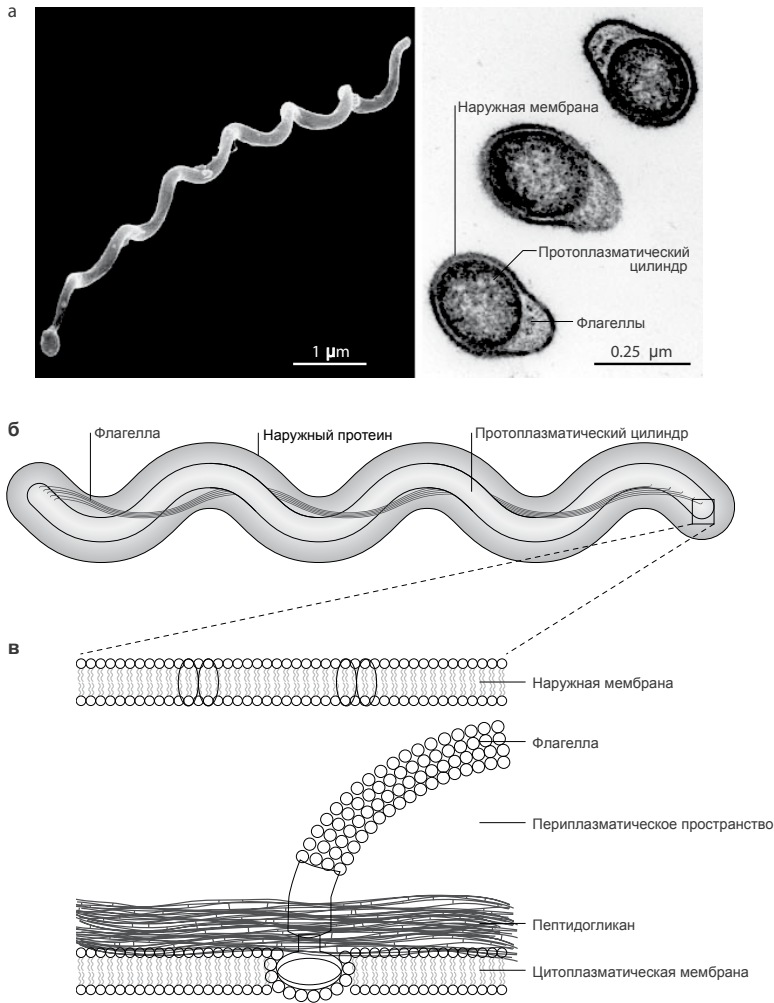 а
Наружная мембрана
Протоплазматический
цилиндр
Флагеллы
1 µm
0.25 µm
б
Флагелла
Наружный протеин
Протоплазматический цилиндр
в
Наружная мембрана
Флагелла
Периплазматическое пространство
Пептидогликан
Цитоплазматическая мембрана